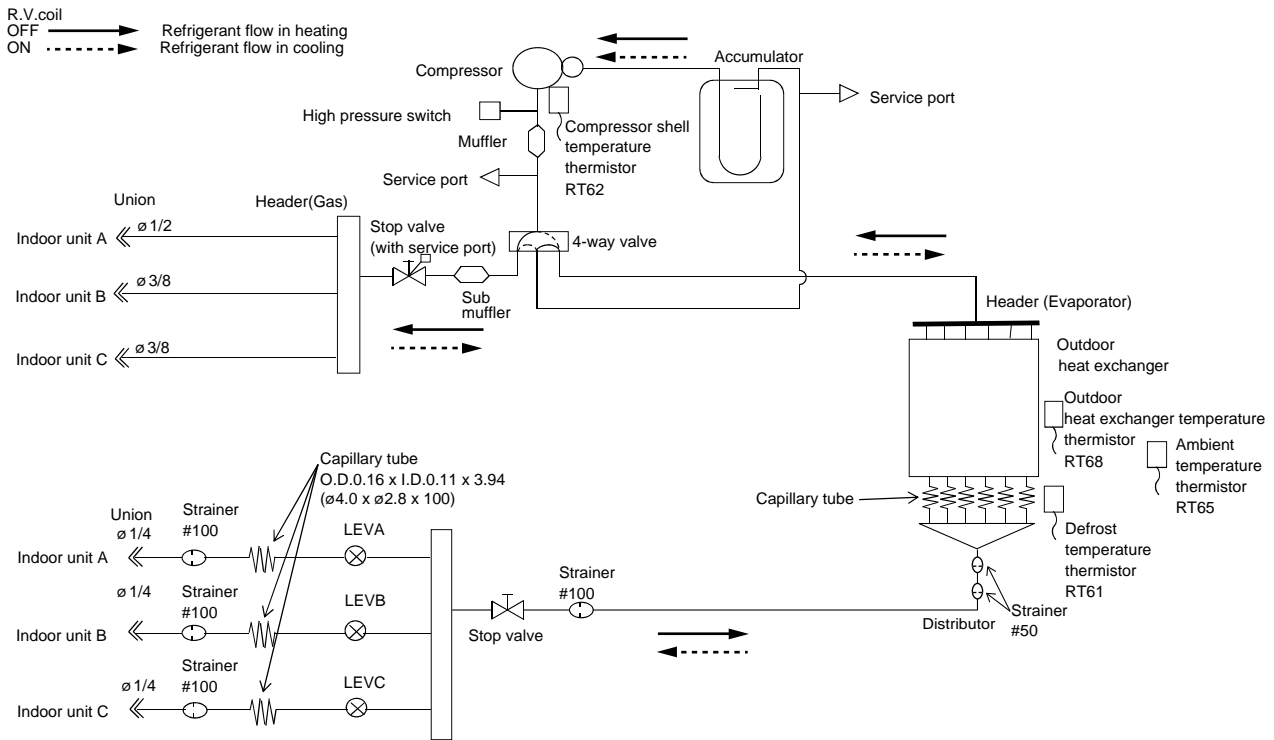 R.V.coil
OFF Refrigerant flow in heating
ON Refrigerant flow in cooling
Compressor
Accumulator
Service port
High pressure switch
Muffler
Compressor shell
temperature
thermistor
RT62
Service port
Union
Header(Gas)
Stop valve
(with service port)
4-way valve
Indoor unit A
ø 1/2
Indoor unit B
ø 3/8
Indoor unit C
ø 3/8
Sub
muffler
Header (Evaporator)
Outdoor
heat exchanger
Outdoor
heat exchanger temperature
thermistor
RT68
Ambient
temperature
thermistor
RT65
Capillary tube
Defrost
temperature
thermistor
RT61
Capillary tube
O.D.0.16 x I.D.0.11 x 3.94
(ø4.0 x ø2.8 x 100)
Union
ø 1/4
Strainer
#100
LEVA
Indoor unit A
ø 1/4
Strainer
#100
LEVB
Indoor unit B
ø 1/4
Strainer
#100
LEVC
Indoor unit C
Stop valve
Strainer
#100
Distributor
Strainer
#50